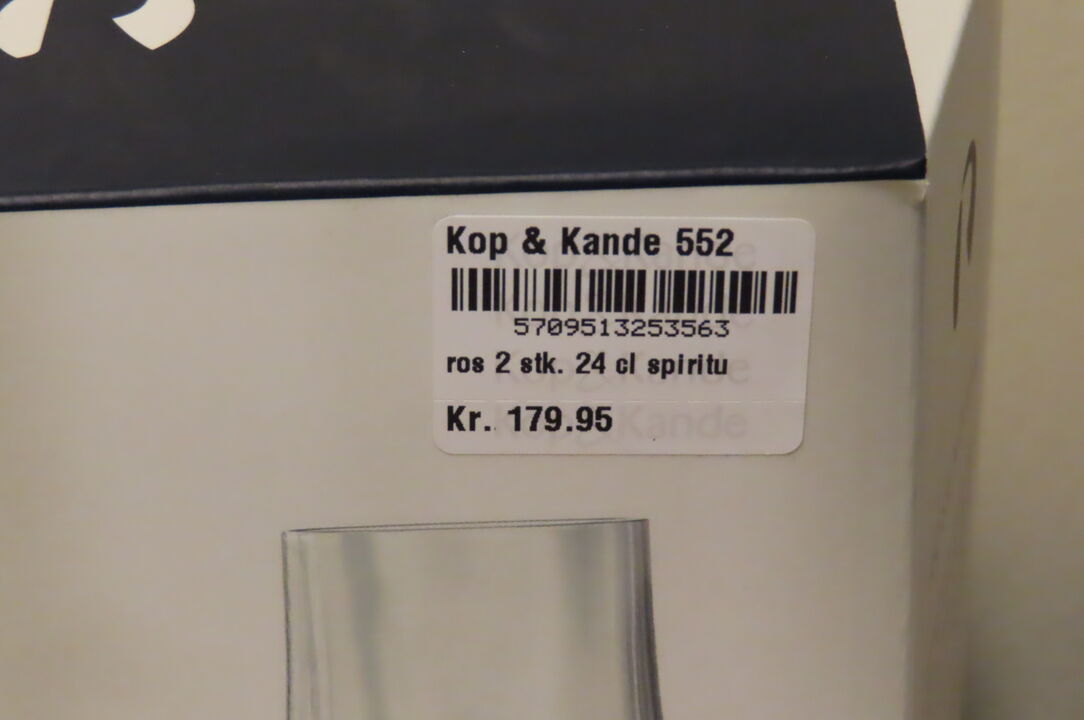 Kop & Kande 552
5709513253563
ros 2 stk. 24 cl spiritu
Kr. 179.95